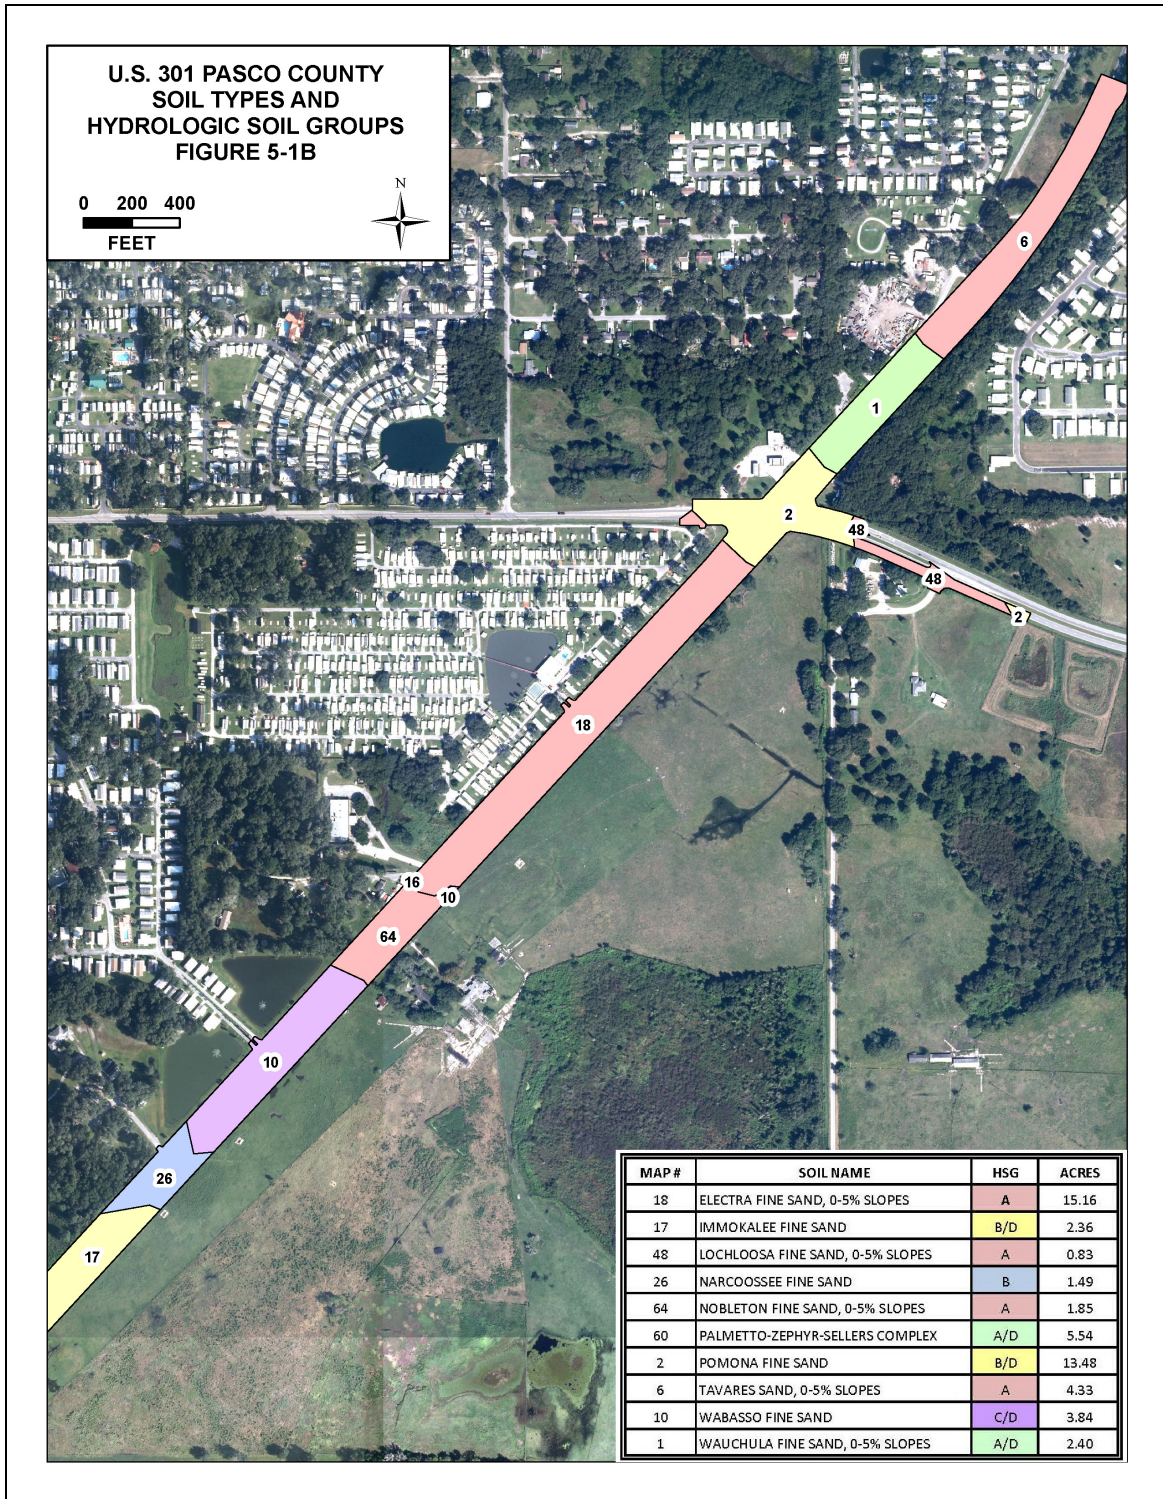 U.S. 301 PASCO COUNTY
SOIL TYPES AND
HYDROLOGIC SOIL GROUPS
FIGURE 5-1B
N
0 200 400
FEET
6
1
2
48
48
2
18
16
10
64
10
26
17
MAP # SOIL NAME HSG ACRES
18 ELECTRA FINE SAND, 0-5% SLOPES A 15.16
17 IMMOKALEE FINE SAND B/D 2.36
48 LOCHLOOSA FINE SAND, 0-5% SLOPES A 0.83
26 NARCOOSSEE FINE SAND B 1.49
64 NOBLETON FINE SAND, 0-5% SLOPES A 1.85
60 PALMETTO-ZEPHYR-SELLERS COMPLEX A/D 5.54
2 POMONA FINE SAND B/D 13.48
6 TAVARES SAND, 0-5% SLOPES A 4.33
10 WABASSO FINE SAND C/D 3.84
1 WAUCHULA FINE SAND, 0-5% SLOPES A/D 2.40